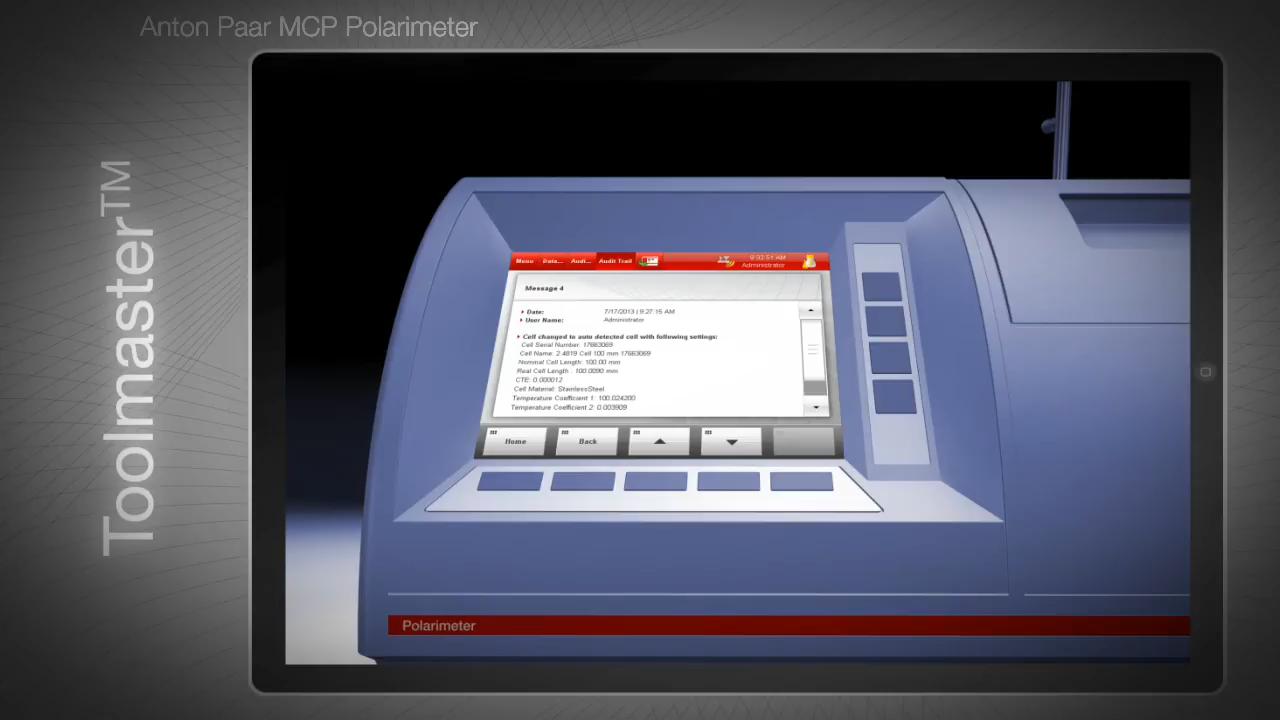 Anton Paar MCP Polarimeter
Toolmaster™
Menu Data... Audi... Audit Trail
9:32:51 AM
Administrator
Message 4
Date: 7/17/2013 | 9:27:15 AM
User Name: Administrator
Cell changed to auto detected cell with following settings:
Cell Serial Number: 17663069
Cell Name: 2.4819 Cell 100 mm 17663069
Nominal Cell Length: 100.00 mm
Real Cell Length : 100.0090 mm
CTE: 0.000012
Cell Material: StainlessSteel
Temperature Coefficient 1: 100.024200
Temperature Coefficient 2: 0.003909
Home Back
Polarimeter